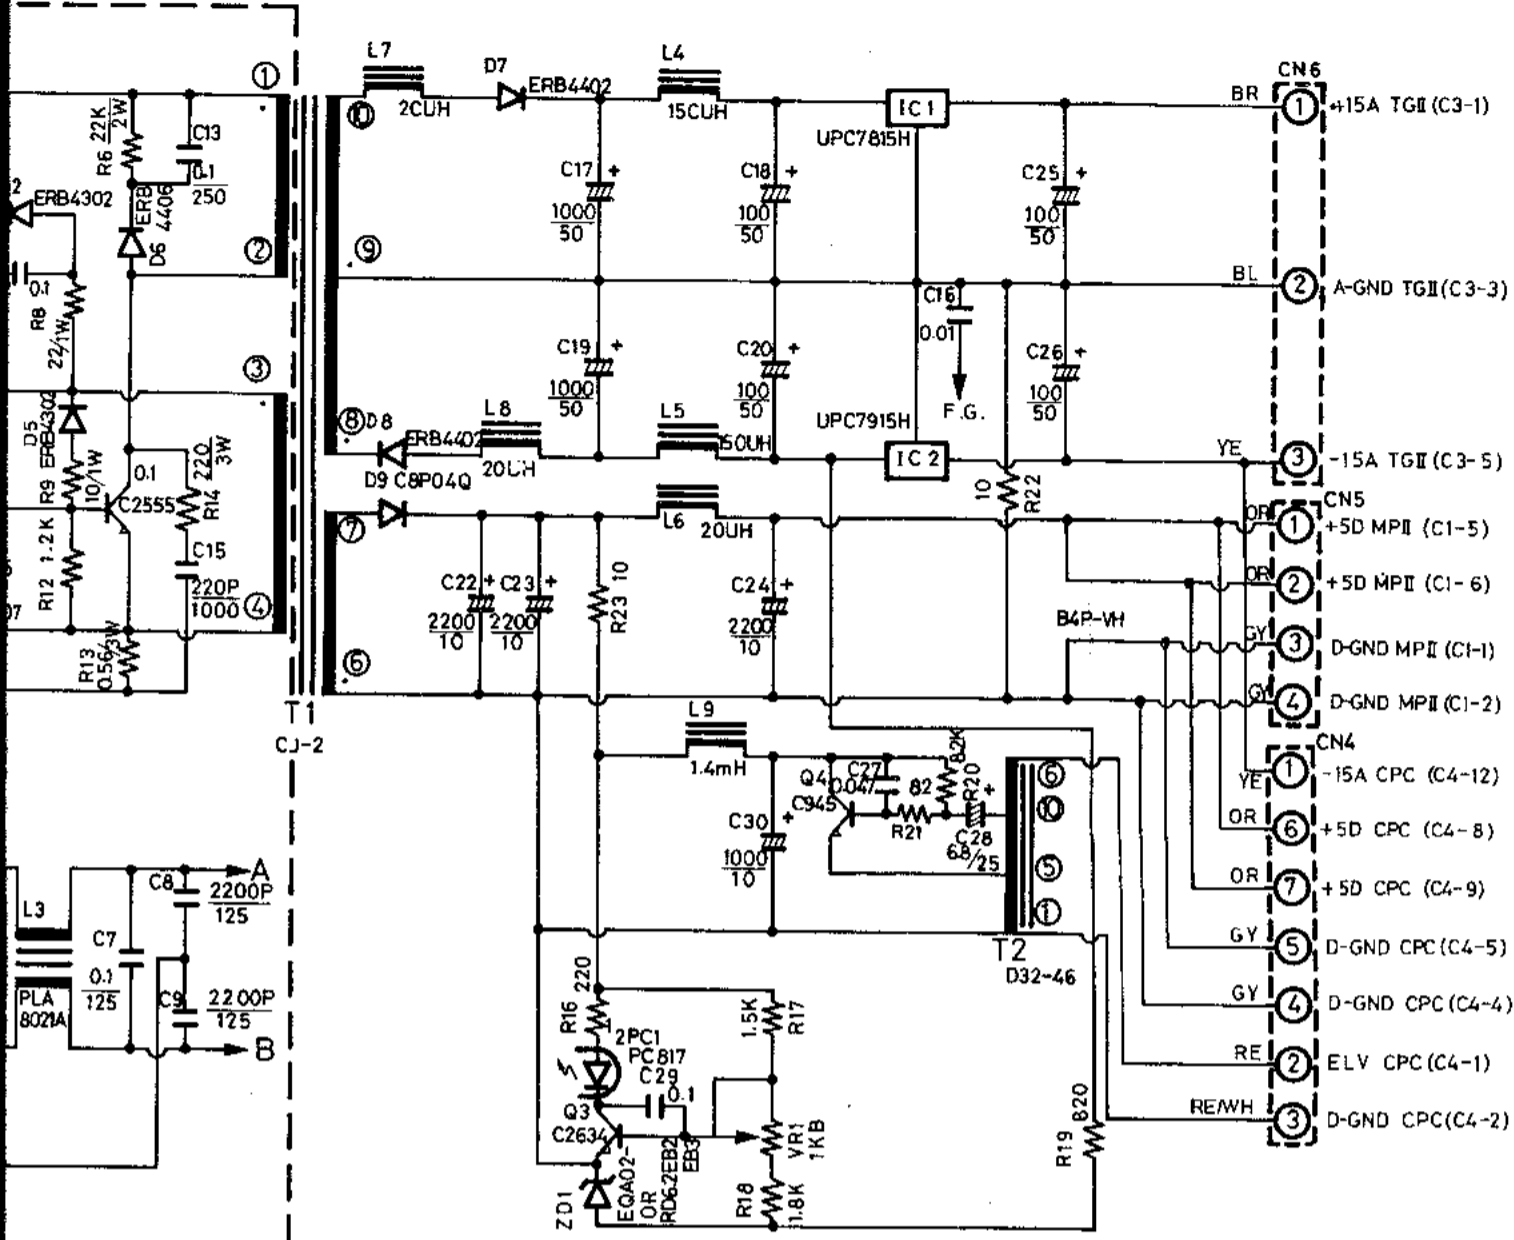 L7
2CUH
D7
ERB4402
L4
15CUH
IC1
UPC7815H
CN6
BR
1
+15A TGII (C3-1)
1
10
R6 22K/2W
C13
0.1/250
2
ERB4302
ERB 4406
D6
2
9
C17
1000/50
C18
100/50
C25
100/50
BL
2
A-GND TGII (C3-3)
0.1
R8
22/1W
C16
0.01
F.G.
3
C19
1000/50
C20
100/50
C26
100/50
8
D8
ERB4402
L8
20UH
L5
150UH
UPC7915H
IC2
YE
3
-15A TGII (C3-5)
D5
ERB4302
R9
10/1W
0.1
C2555
220/3W
R14
D9 C8P04Q
7
L6
20UH
10
R22
CN5
OR
1
+5D MPII (C1-5)
R12 1.2K
C15
220P/1000
4
C22
2200/10
C23
2200/10
R23 10
C24
2200/10
OR
2
+5D MPII (C1-6)
B4P-VH
GY
3
D-GND MPII (C1-1)
07
R13
0.56/3W
6
GY
4
D-GND MPII (C1-2)
T1
CJ-2
L9
1.4mH
CN4
YE
1
-15A CPC (C4-12)
Q4
C945
C27
0.047
82
R21
82K
R20
C28
6.8/25
6
10
5
1
T2
D32-46
C30
1000/10
OR
6
+5D CPC (C4-8)
OR
7
+5D CPC (C4-9)
GY
5
D-GND CPC (C4-5)
GY
4
D-GND CPC (C4-4)
RE
2
ELV CPC (C4-1)
RE/WH
3
D-GND CPC (C4-2)
L3
PLA
8021A
C7
0.1/125
C8
2200P/125
C9
2200P/125
A
B
220
R16
2PC1
PC817
C29
0.1
1.5K
R17
Q3
C2634
VR1
1KB
R18
1.8K
ZD1
EQA02-
OR
RD6.2EB2
EB3
R19 820